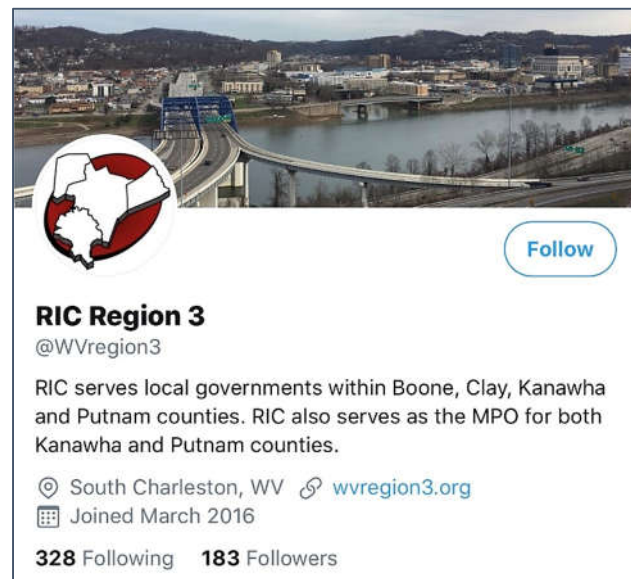 Follow
RIC Region 3
@WVregion3
RIC serves local governments within Boone, Clay, Kanawha
and Putnam counties. RIC also serves as the MPO for both
Kanawha and Putnam counties.
South Charleston, WV wvregion3.org
Joined March 2016
328 Following 183 Followers